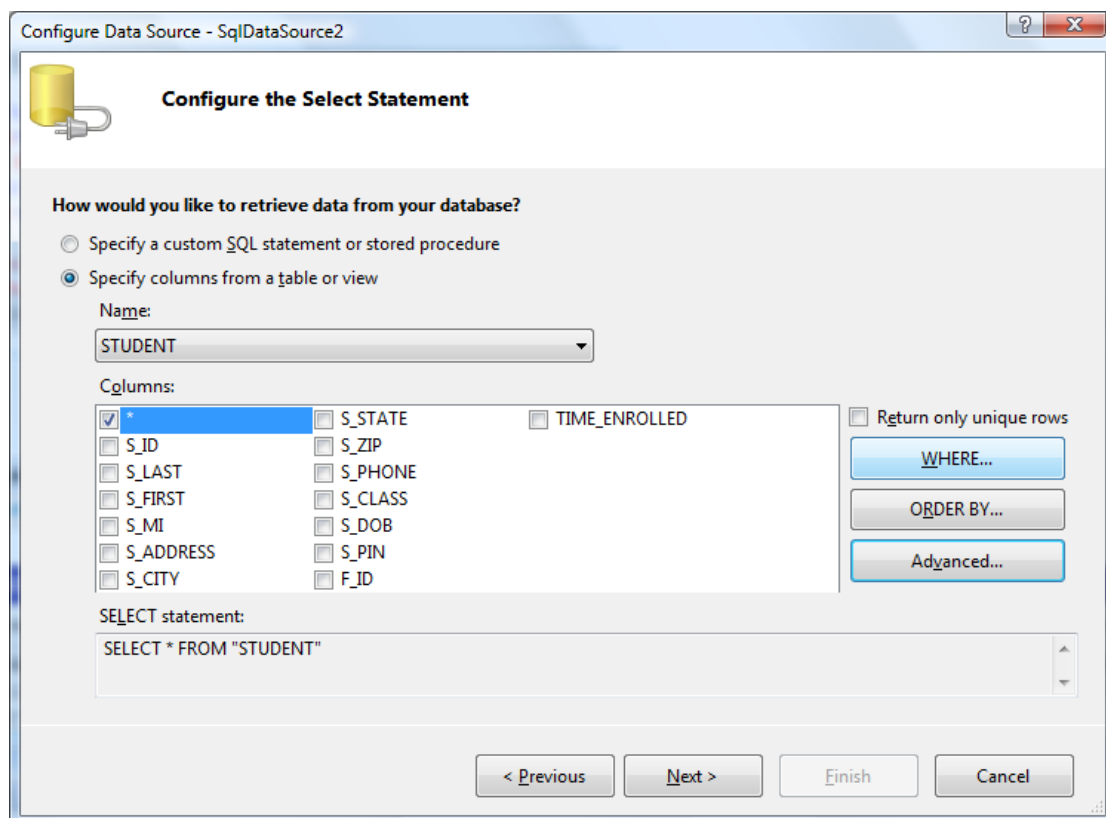 Configure Data Source - SqlDataSource2
Configure the Select Statement
How would you like to retrieve data from your database?
Specify a custom SQL statement or stored procedure
Specify columns from a table or view
Name:
STUDENT
Columns:
*
S_ID
S_LAST
S_FIRST
S_MI
S_ADDRESS
S_CITY
S_STATE
S_ZIP
S_PHONE
S_CLASS
S_DOB
S_PIN
F_ID
TIME_ENROLLED
Return only unique rows
WHERE...
ORDER BY...
Advanced...
SELECT statement:
SELECT * FROM "STUDENT"
< Previous
Next >
Finish
Cancel